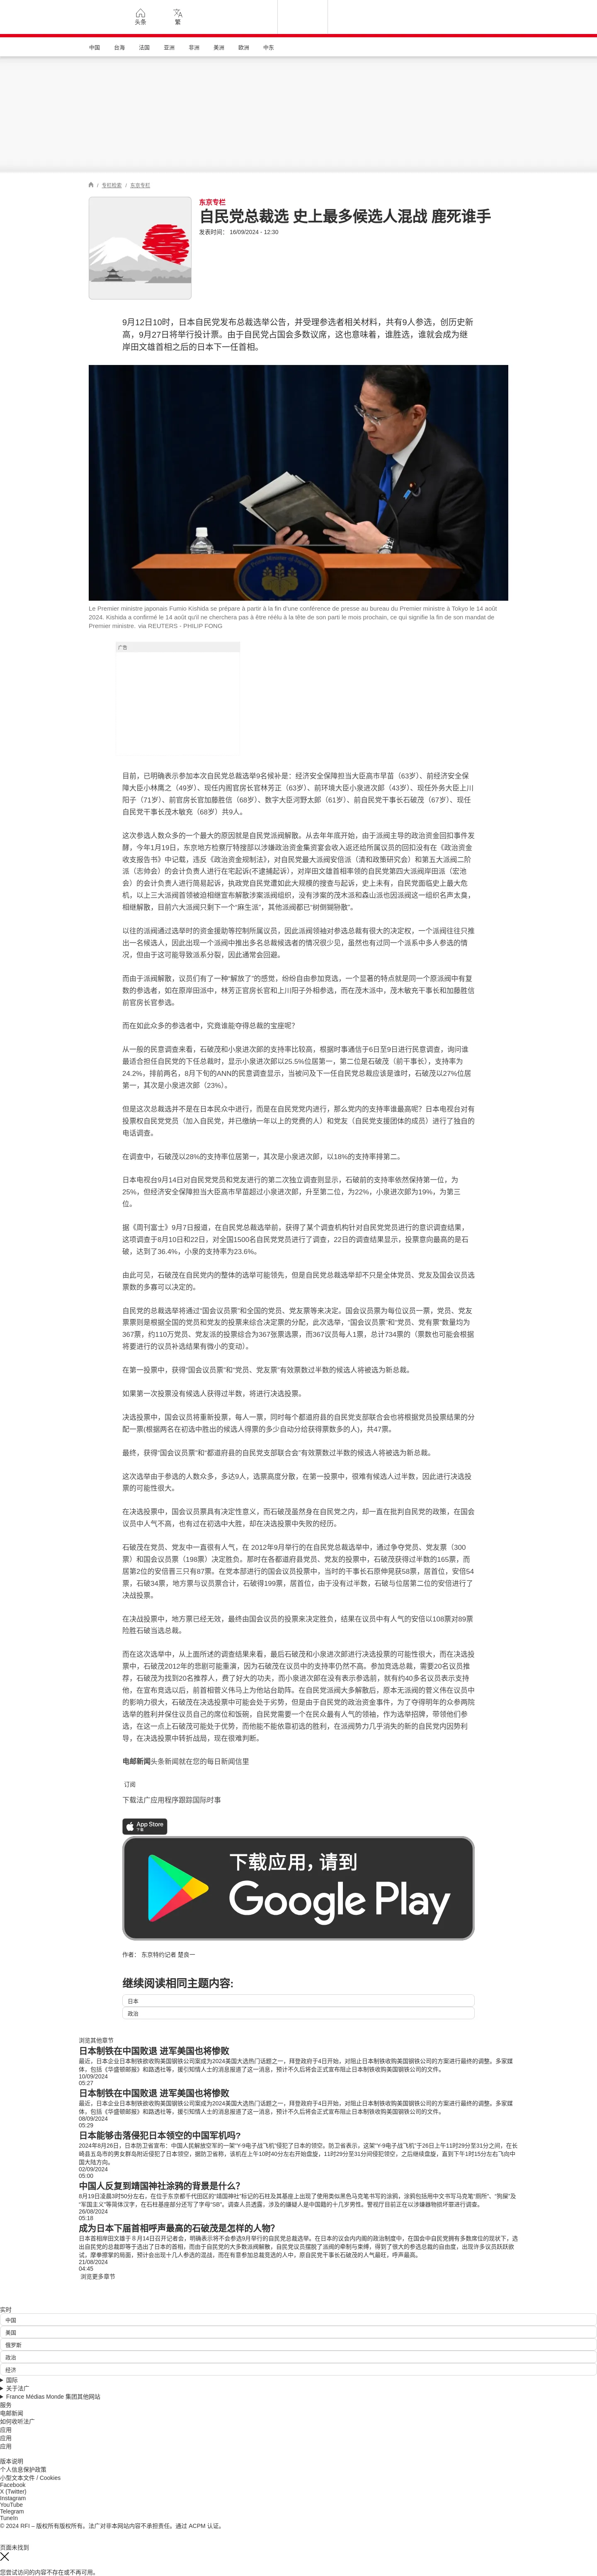 头条
繁
中国 台海 法国 亚洲 非洲 美洲 欧洲 中东
/ 专栏检索 / 东京专栏
东京专栏
自民党总裁选 史上最多候选人混战 鹿死谁手
发表时间： 16/09/2024 - 12:30
9月12日10时，日本自民党发布总裁选举公告，并受理参选者相关材料，共有9人参选，创历史新
高，9月27日将举行投计票。由于自民党占国会多数议席，这也意味着，谁胜选，谁就会成为继
岸田文雄首相之后的日本下一任首相。
Le Premier ministre japonais Fumio Kishida se prépare à partir à la fin d'une conférence de presse au bureau du Premier ministre à Tokyo le 14 août
2024. Kishida a confirmé le 14 août qu'il ne cherchera pas à être réélu à la tête de son parti le mois prochain, ce qui signifie la fin de son mandat de
Premier ministre. via REUTERS - PHILIP FONG
广告
目前，已明确表示参加本次自民党总裁选举9名候补是：经济安全保障担当大臣高市早苗（63岁）、前经济安全保
障大臣小林鹰之（49岁）、现任内阁官房长官林芳正（63岁）、前环境大臣小泉进次郎（43岁）、现任外务大臣上川
阳子（71岁）、前官房长官加藤胜信（68岁）、数字大臣河野太郎（61岁）、前自民党干事长石破茂（67岁）、现任
自民党干事长茂木敏充（68岁）共9人。
这次参选人数众多的一个最大的原因就是自民党派阀解散。从去年年底开始，由于派阀主导的政治资金回扣事件发
酵，今年1月19日，东京地方检察厅特搜部以涉嫌政治资金集资宴会收入返还给所属议员的回扣没有在《政治资金
收支报告书》中记载，违反《政治资金规制法》，对自民党最大派阀安倍派（清和政策研究会）和第五大派阀二阶
派（志帅会）的会计负责人进行在宅起诉(不逮捕起诉)，对岸田文雄首相率领的自民党第四大派阀岸田派（宏池
会）的会计负责人进行简易起诉，执政党自民党遭如此大规模的搜查与起诉，史上未有，自民党面临史上最大危
机，以上三大派阀首领被迫相继宣布解散涉案派阀组织，没有涉案的茂木派和森山派也因派阀这一组织名声太臭，
相继解散，目前六大派阀只剩下一个“麻生派”，其他派阀都已“树倒猢狲散”。
以往的派阀通过选举时的资金援助等控制所属议员，因此派阀领袖对参选总裁有很大的决定权，一个派阀往往只推
出一名候选人，因此出现一个派阀中推出多名总裁候选者的情况很少见，虽然也有过同一个派系中多人参选的情
况，但由于这可能导致派系分裂，因此通常会回避。
而由于派阀解散，议员们有了一种“解放了”的感觉，纷纷自由参加竞选，一个显著的特点就是同一个原派阀中有复
数的参选者，如在原岸田派中，林芳正官房长官和上川阳子外相参选，而在茂木派中，茂木敏充干事长和加藤胜信
前官房长官参选。
而在如此众多的参选者中，究竟谁能夺得总裁的宝座呢?
从一般的民意调查来看，石破茂和小泉进次郎的支持率比较高，根据时事通信于6日至9日进行民意调查，询问谁
最适合担任自民党的下任总裁时，显示小泉进次郎以25.5%位居第一，第二位是石破茂（前干事长），支持率为
24.2%，排前两名，8月下旬的ANN的民意调查显示，当被问及下一任自民党总裁应该是谁时，石破茂以27%位居
第一，其次是小泉进次郎（23%）。
但是这次总裁选并不是在日本民众中进行，而是在自民党党内进行，那么党内的支持率谁最高呢？日本电视台对有
投票权自民党党员（加入自民党，并已缴纳一年以上的党费的人）和党友（自民党支援团体的成员）进行了独自的
电话调查。
在调查中，石破茂以28%的支持率位居第一，其次是小泉进次郎，以18%的支持率排第二。
日本电视台9月14日对自民党党员和党友进行的第二次独立调查则显示，石破前的支持率依然保持第一位，为
25%，但经济安全保障担当大臣高市早苗超过小泉进次郎，升至第二位，为22%，小泉进次郎为19%，为第三
位。
据《周刊富士》9月7日报道，在自民党总裁选举前，获得了某个调查机构针对自民党党员进行的意识调查结果，
这项调查于8月10日和22日，对全国1500名自民党党员进行了调查，22日的调查结果显示，投票意向最高的是石
破，达到了36.4%，小泉的支持率为23.6%。
由此可见，石破茂在自民党内的整体的选举可能领先，但是自民党总裁选举却不只是全体党员、党友及国会议员选
票数的多寡可以决定的。
自民党的总裁选举将通过“国会议员票”和全国的党员、党友票等来决定。国会议员票为每位议员一票，党员、党友
票票则是根据全国的党员和党友的投票来综合决定票的分配，此次选举，“国会议员票”和“党员、党有票”数量均为
367票，约110万党员、党友派的投票综合为367张票选票，而367议员每人1票，总计734票的（票数也可能会根据
将要进行的议员补选结果有微小的变动）。
在第一投票中，获得“国会议员票”和“党员、党友票”有效票数过半数的候选人将被选为新总裁。
如果第一次投票没有候选人获得过半数，将进行决选投票。
决选投票中，国会议员将重新投票，每人一票，同时每个都道府县的自民党支部联合会也将根据党员投票结果的分
配一票(根据两名在初选中胜出的候选人得票的多少自动分给获得票数多的人)，共47票。
最终，获得“国会议员票”和“都道府县的自民党支部联合会”有效票数过半数的候选人将被选为新总裁。
这次选举由于参选的人数众多，多达9人，选票高度分散，在第一投票中，很难有候选人过半数，因此进行决选投
票的可能性很大。
在决选投票中，国会议员票具有决定性意义，而石破茂虽然身在自民党之内，却一直在批判自民党的政策，在国会
议员中人气不高，也有过在初选中大胜，却在决选投票中失败的经历。
石破茂在党员、党友中一直很有人气，在 2012年9月举行的在自民党总裁选举中，通过争夺党员、党友票（300
票）和国会议员票（198票）决定胜负。那时在各都道府县党员、党友的投票中，石破茂获得过半数的165票，而
居第2位的安倍晋三只有87票。在党本部进行的国会议员投票中，当时的干事长石原伸晃获58票，居首位，安倍54
票，石破34票，地方票与议员票合计，石破得199票，居首位，由于没有过半数，石破与位居第二位的安倍进行了
决战投票。
在决战投票中，地方票已经无效，最终由国会议员的投票来决定胜负，结果在议员中有人气的安倍以108票对89票
险胜石破当选总裁。
而在这次选举中，从上面所述的调查结果来看，最后石破茂和小泉进次郎进行决选投票的可能性很大，而在决选投
票中，石破茂2012年的悲剧可能重演，因为石破茂在议员中的支持率仍然不高。参加竞选总裁，需要20名议员推
荐，石破茂为找到20名推荐人，费了好大的功夫，而小泉进次郎在没有表示参选前，就有约40多名议员表示支持
他，在宣布竞选以后，前首相菅义伟马上为他站台助阵。在自民党派阀大多解散后，原本无派阀的菅义伟在议员中
的影响力很大，石破茂在决选投票中可能会处于劣势，但是由于自民党的政治资金事件，为了夺得明年的众参两院
选举的胜利并保住议员自己的席位和饭碗，自民党需要一个在民众最有人气的领袖，作为选举招牌，带领他们参
选，在这一点上石破茂可能处于优势，而他能不能依靠初选的胜利，在派阀势力几乎消失的新的自民党内因势利
导，在决选投票中转折战局，现在很难判断。
电邮新闻头条新闻就在您的每日新闻信里
订阅
下载法广应用程序跟踪国际时事
App Store
下载
下载应用，请到
Google Play
作者： 东京特约记者 楚良一
继续阅读相同主题内容:
日本
政治
浏览其他章节
日本制铁在中国败退 进军美国也将惨败
最近，日本企业日本制铁欲收购美国钢铁公司案成为2024美国大选热门话题之一，拜登政府于4日开始，对阻止日本制铁收购美国钢铁公司的方案进行最终的调整。多家媒
体，包括《华盛顿邮报》和路透社等，援引知情人士的消息报道了这一消息，预计不久后将会正式宣布阻止日本制铁收购美国钢铁公司的文件。
10/09/2024
05:27
日本制铁在中国败退 进军美国也将惨败
最近，日本企业日本制铁欲收购美国钢铁公司案成为2024美国大选热门话题之一，拜登政府于4日开始，对阻止日本制铁收购美国钢铁公司的方案进行最终的调整。多家媒
体，包括《华盛顿邮报》和路透社等，援引知情人士的消息报道了这一消息，预计不久后将会正式宣布阻止日本制铁收购美国钢铁公司的文件。
08/09/2024
05:29
日本能够击落侵犯日本领空的中国军机吗?
2024年8月26日，日本防卫省宣布：中国人民解放空军的一架“Y-9电子战飞机”侵犯了日本的领空。防卫省表示，这架“Y-9电子战飞机”于26日上午11时29分至31分之间，在长
崎县五岛市的男女群岛附近侵犯了日本领空，据防卫省称，该机在上午10时40分左右开始盘旋，11时29分至31分间侵犯领空，之后继续盘旋，直到下午1时15分左右飞向中
国大陆方向。
02/09/2024
05:00
中国人反复到靖国神社涂鸦的背景是什么？
8月19日凌晨3时50分左右，在位于东京都千代田区的“靖国神社”标记的石柱及其基座上出现了使用类似黑色马克笔书写的涂鸦，涂鸦包括用中文书写马克笔“厕所”、“狗屎”及
“军国主义”等简体汉字，在石柱基座部分还写了字母“SB”。调查人员透露，涉及的嫌疑人是中国籍的十几岁男性。警视厅目前正在以涉嫌器物损坏罪进行调查。
26/08/2024
05:18
成为日本下届首相呼声最高的石破茂是怎样的人物?
日本首相岸田文雄于８月14日召开记者会，明确表示将不会参选9月举行的自民党总裁选举。在日本的议会内内阁的政治制度中，在国会中自民党拥有多数席位的现状下，选
出自民党的总裁即等于选出了日本的首相，而由于自民党的大多数派阀解散，自民党议员摆脱了派阀的牵制与束缚，得到了很大的参选总裁的自由度，出现许多议员跃跃欲
试，摩拳擦掌的局面，预计会出现十几人参选的混战，而在有意参加总裁竞选的人中，原自民党干事长石破茂的人气最旺，呼声最高。
21/08/2024
04:45
浏览更多章节
实时
中国
美国
俄罗斯
政治
经济
国际
关于法广
France Médias Monde 集团其他网站
服务
电邮新闻
如何收听法广
应用
应用
应用
版本说明
个人信息保护政策
小型文本文件 / Cookies
Facebook
X (Twitter)
Instagram
YouTube
Telegram
TuneIn
© 2024 RFI – 版权所有版权所有。法广对非本网站内容不承担责任。通过 ACPM 认证。
页面未找到
您尝试访问的内容不存在或不再可用。